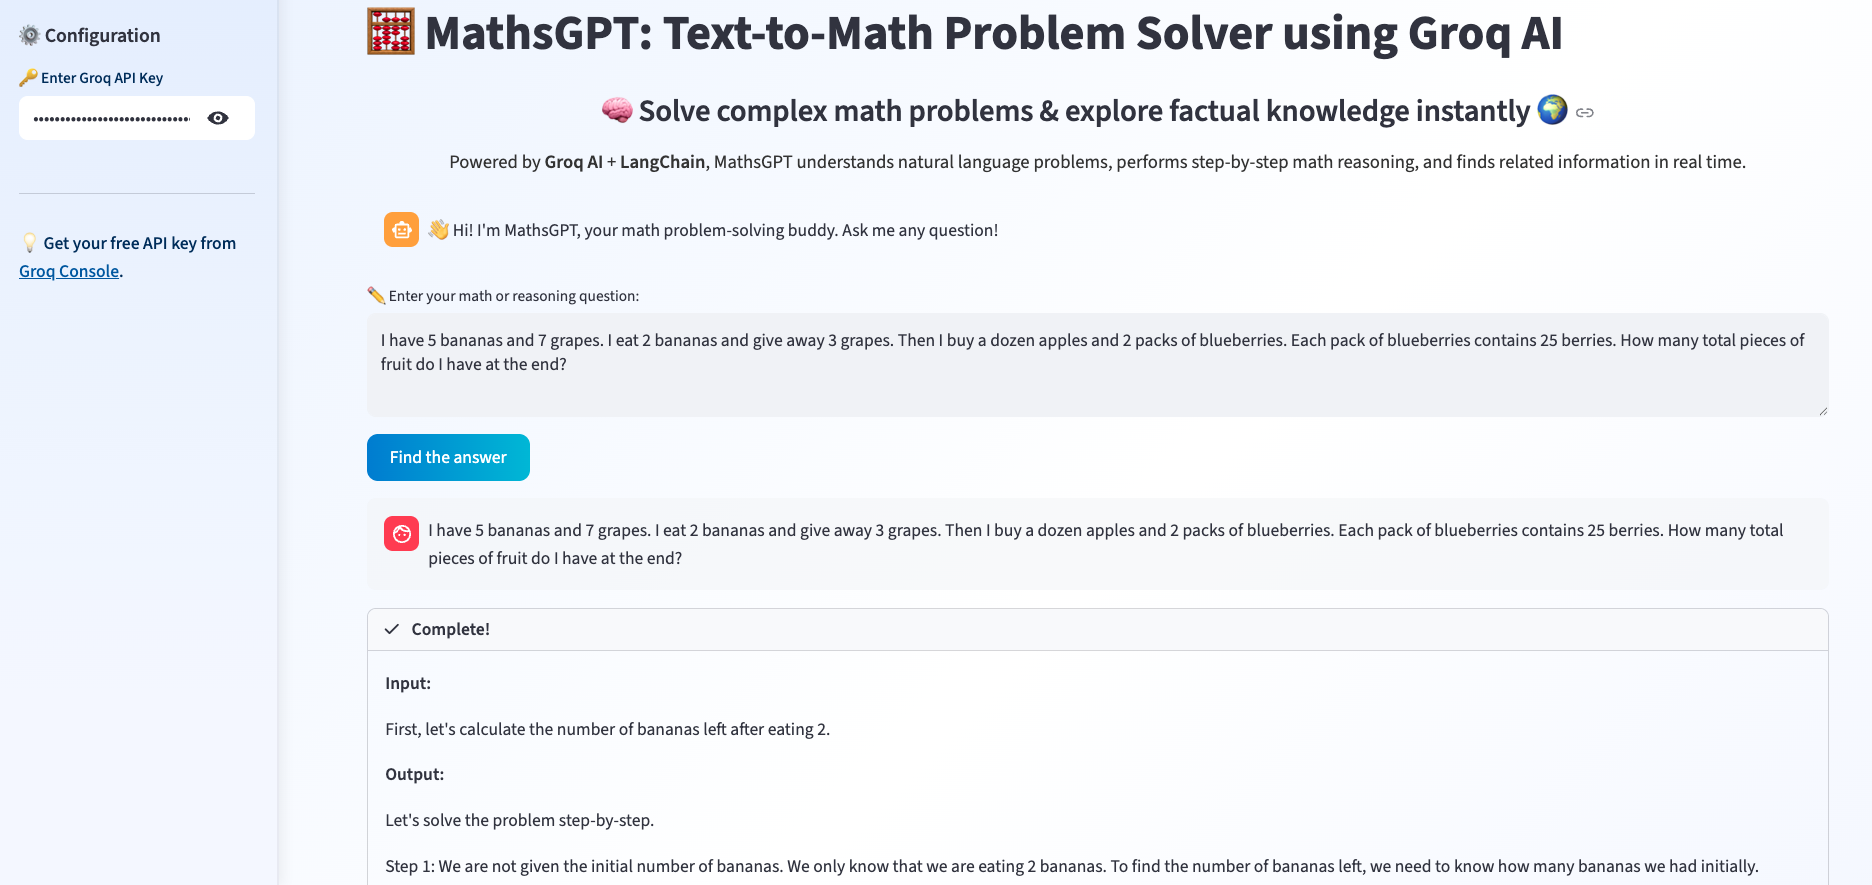 Configuration
Enter Groq API Key
••••••••••••••••••••••••••••••
Get your free API key from
Groq Console.
MathsGPT: Text-to-Math Problem Solver using Groq AI
Solve complex math problems & explore factual knowledge instantly
Powered by Groq AI + LangChain, MathsGPT understands natural language problems, performs step-by-step math reasoning, and finds related information in real time.
Hi! I'm MathsGPT, your math problem-solving buddy. Ask me any question!
Enter your math or reasoning question:
I have 5 bananas and 7 grapes. I eat 2 bananas and give away 3 grapes. Then I buy a dozen apples and 2 packs of blueberries. Each pack of blueberries contains 25 berries. How many total pieces of
fruit do I have at the end?
Find the answer
I have 5 bananas and 7 grapes. I eat 2 bananas and give away 3 grapes. Then I buy a dozen apples and 2 packs of blueberries. Each pack of blueberries contains 25 berries. How many total
pieces of fruit do I have at the end?
Complete!
Input:
First, let's calculate the number of bananas left after eating 2.
Output:
Let's solve the problem step-by-step.
Step 1: We are not given the initial number of bananas. We only know that we are eating 2 bananas. To find the number of bananas left, we need to know how many bananas we had initially.